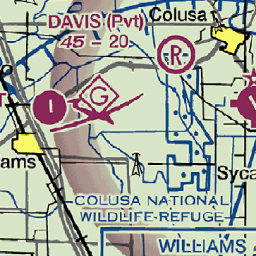 DAVIS (Pvt)
45 - 20
Colusa
R
G
I
ams
Syca
COLUSA NATIONAL
WILDLIFE REFUGE
WILLIAMS